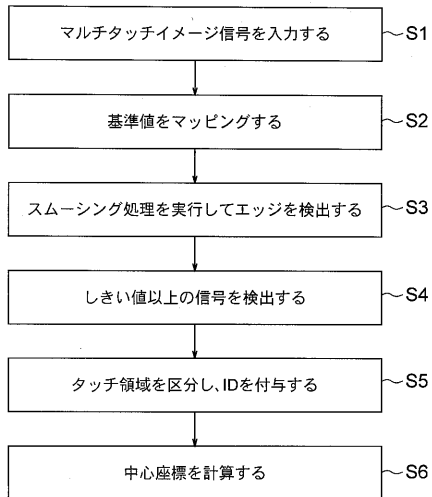 マルチタッチイメージ信号を入力する S1
基準値をマッピングする S2
スムーシング処理を実行してエッジを検出する S3
しきい値以上の信号を検出する S4
タッチ領域を区分し、IDを付与する S5
中心座標を計算する S6